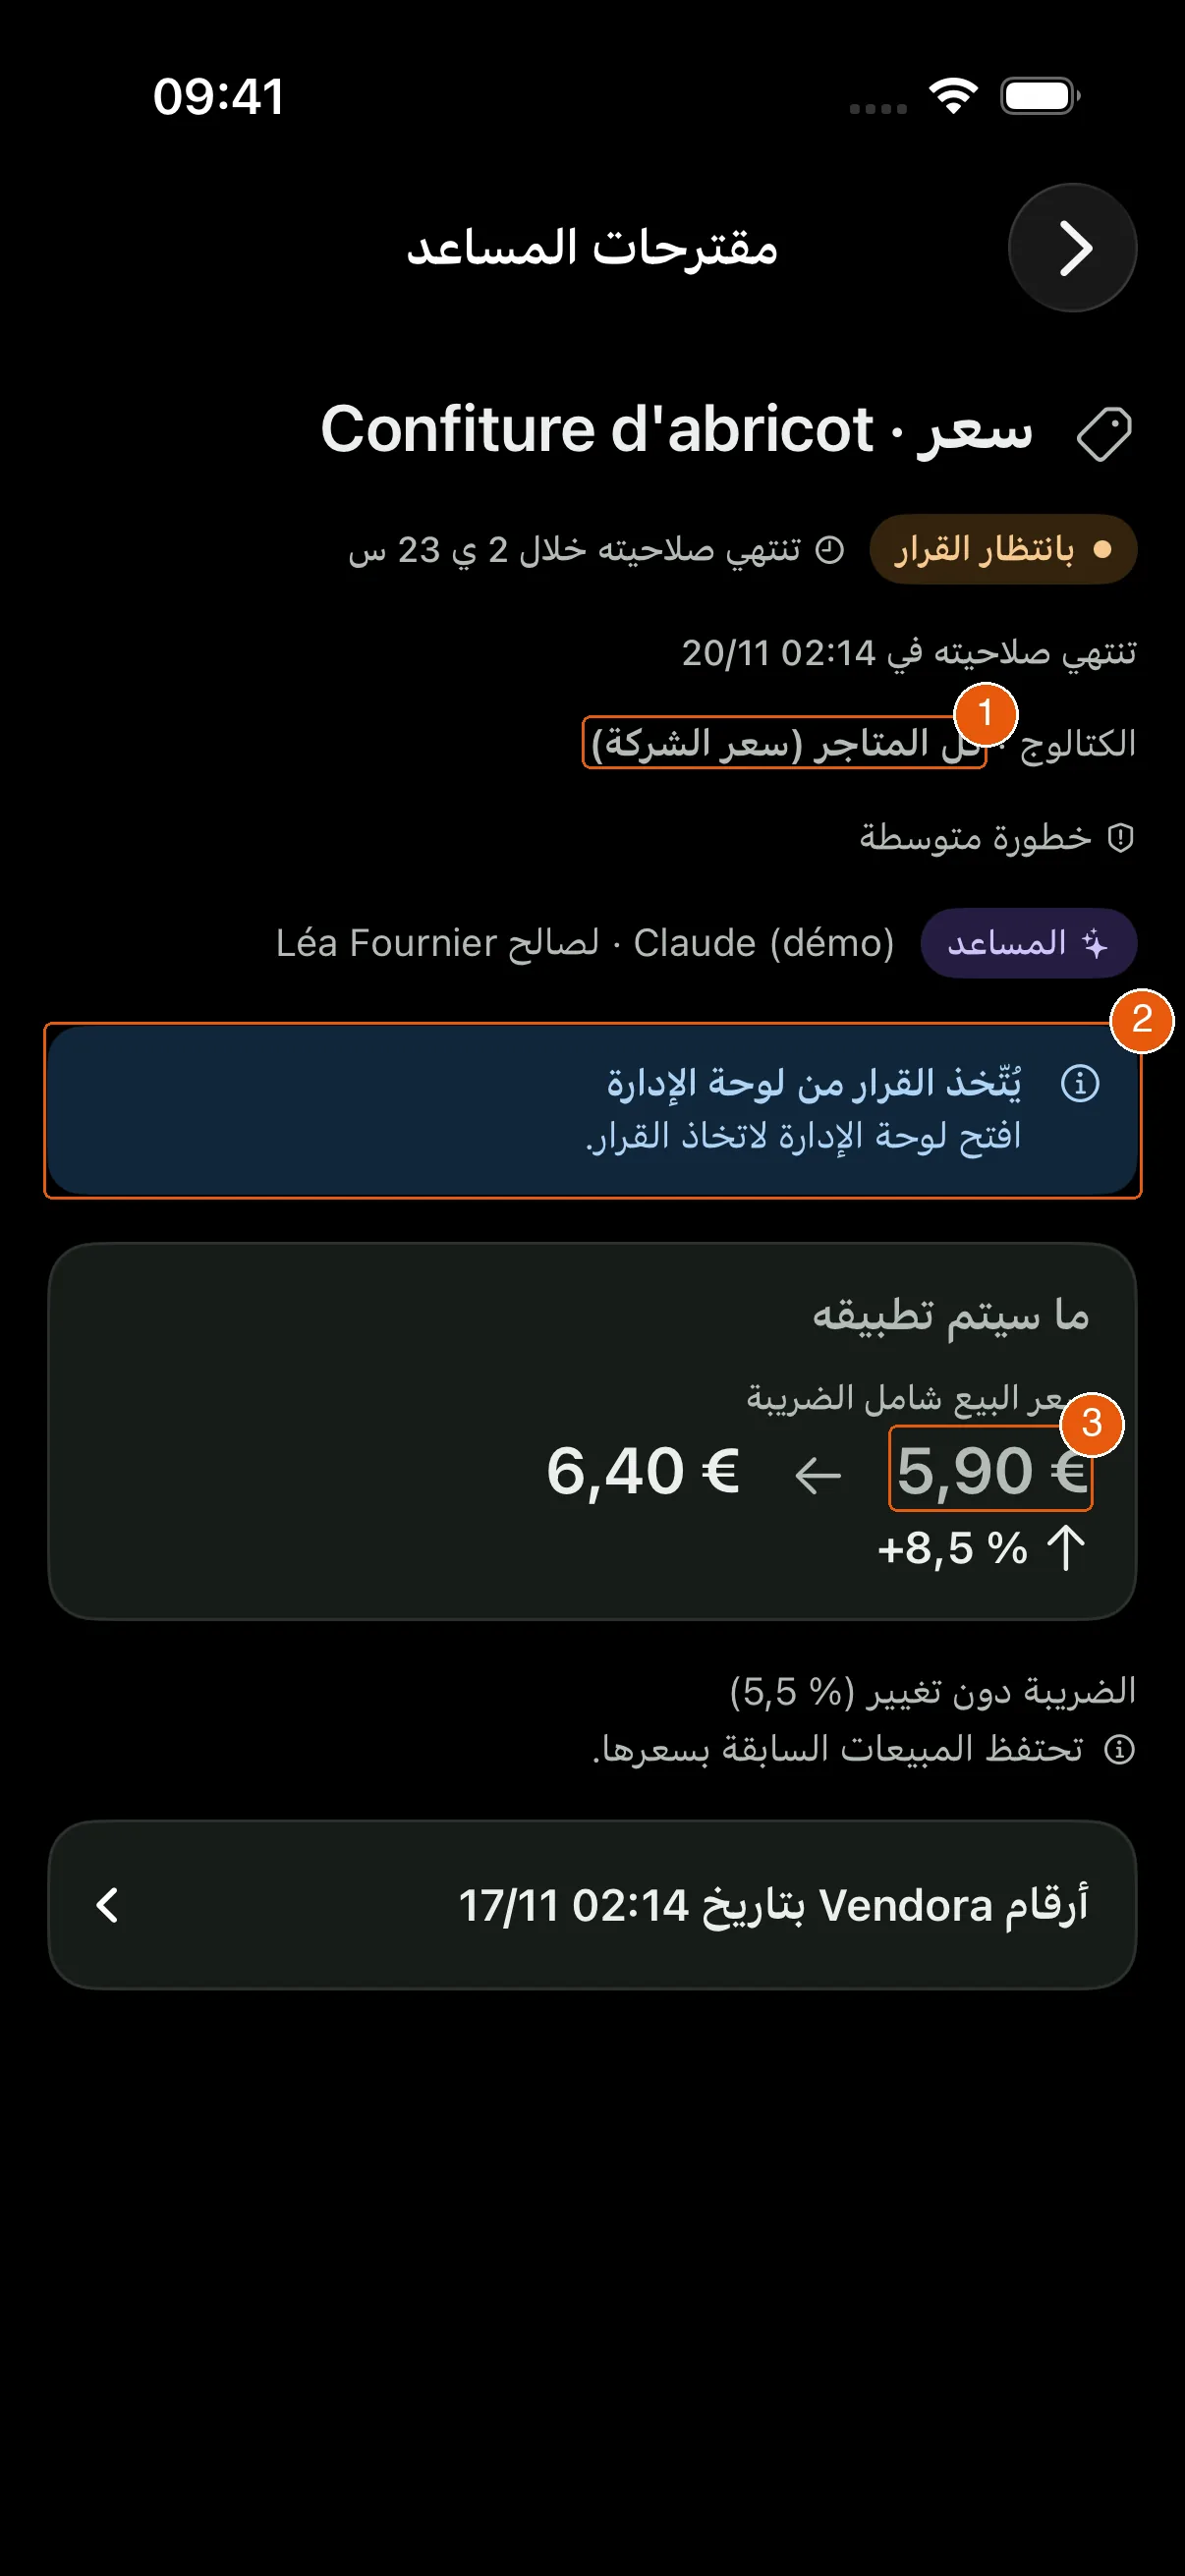 09:41
مقترحات المساعد
سعر · Confiture d'abricot
بانتظار القرار تنتهي صلاحيته خلال 2 ي 23 س
تنتهي صلاحيته في 20/11 02:14
1
الكتالوج · كل المتاجر (سعر الشركة)
خطورة متوسطة
المساعد Claude (démo) · لصالح Léa Fournier
2
يُتّخذ القرار من لوحة الإدارة
افتح لوحة الإدارة لاتخاذ القرار.
ما سيتم تطبيقه
سعر البيع شامل الضريبة
3
5,90 € ← 6,40 €
↑ +8,5 %
الضريبة دون تغيير (5,5 %)
تحتفظ المبيعات السابقة بسعرها.
أرقام Vendora بتاريخ 17/11 02:14